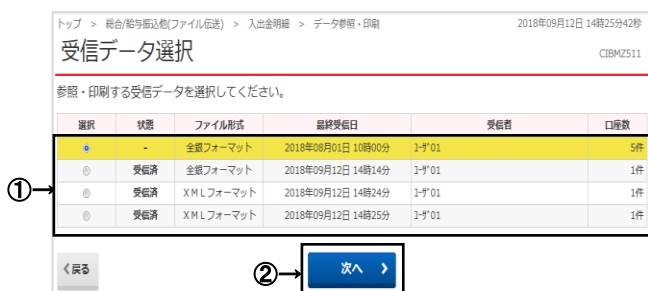 トップ > 総合/給与振込他(ファイル伝送) > 入出金明細 > データ参照・印刷 2018年09月12日 14時25分42秒
受信データ選択 CIBMZ511
参照・印刷する受信データを選択してください。
選択 状態 ファイル形式 最終受信日 受信者 口座数
- 全銀フォーマット 2018年08月01日 10時00分 ﾕｰｻﾞ01 5件
受信済 全銀フォーマット 2018年09月12日 14時14分 ﾕｰｻﾞ01 1件
① 受信済 XMLフォーマット 2018年09月12日 14時24分 ﾕｰｻﾞ01 1件
受信済 XMLフォーマット 2018年09月12日 14時25分 ﾕｰｻﾞ01 1件
《戻る ② 次へ >